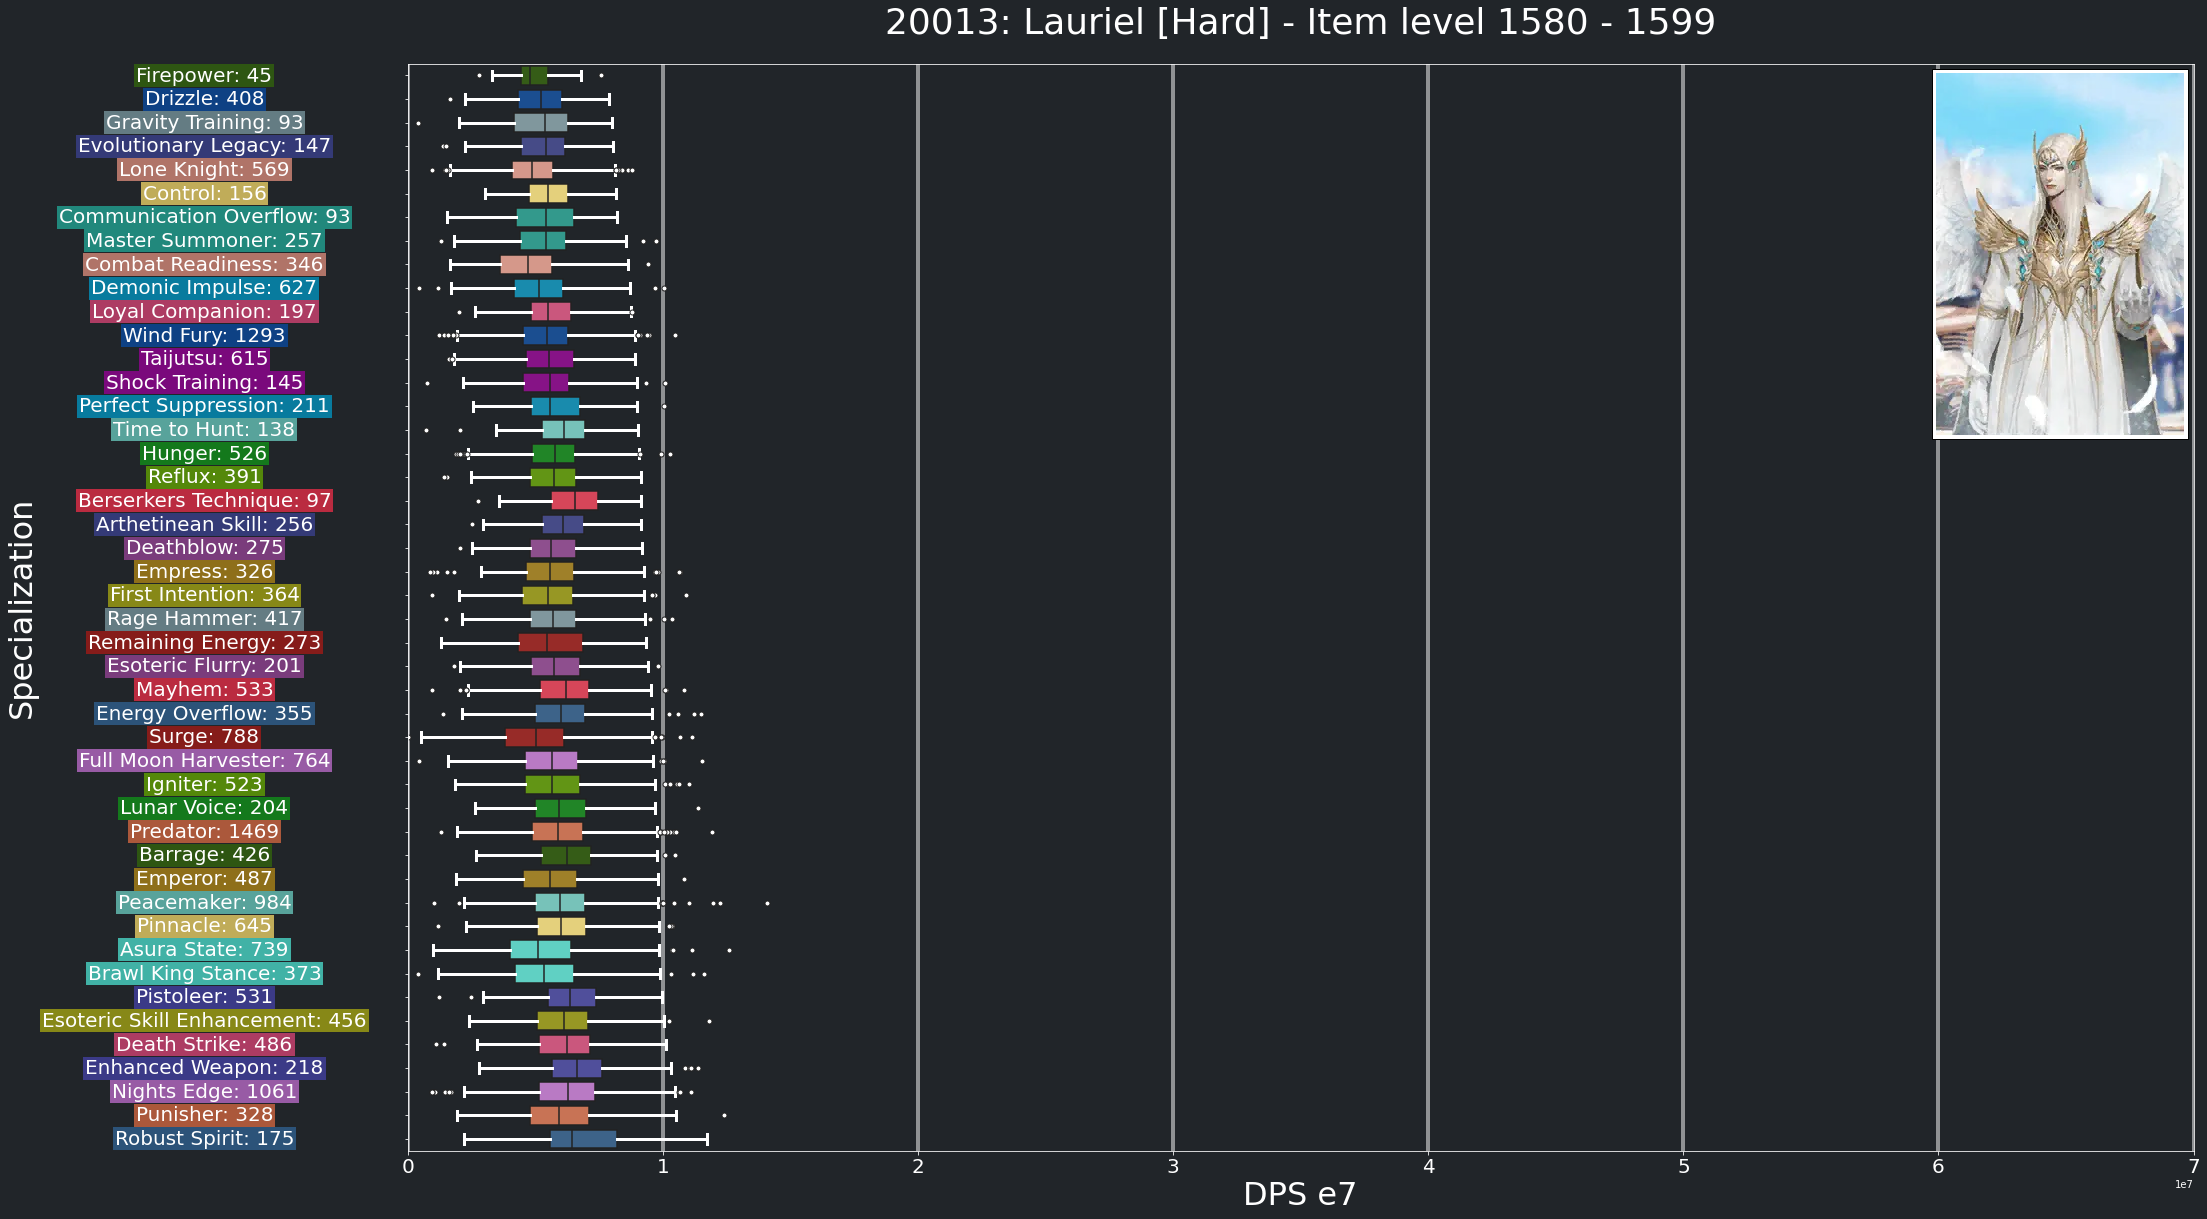 20013: Lauriel [Hard] - Item level 1580 - 1599
Specialization
Firepower: 45
Drizzle: 408
Gravity Training: 93
Evolutionary Legacy: 147
Lone Knight: 569
Control: 156
Communication Overflow: 93
Master Summoner: 257
Combat Readiness: 346
Demonic Impulse: 627
Loyal Companion: 197
Wind Fury: 1293
Taijutsu: 615
Shock Training: 145
Perfect Suppression: 211
Time to Hunt: 138
Hunger: 526
Reflux: 391
Berserkers Technique: 97
Arthetinean Skill: 256
Deathblow: 275
Empress: 326
First Intention: 364
Rage Hammer: 417
Remaining Energy: 273
Esoteric Flurry: 201
Mayhem: 533
Energy Overflow: 355
Surge: 788
Full Moon Harvester: 764
Igniter: 523
Lunar Voice: 204
Predator: 1469
Barrage: 426
Emperor: 487
Peacemaker: 984
Pinnacle: 645
Asura State: 739
Brawl King Stance: 373
Pistoleer: 531
Esoteric Skill Enhancement: 456
Death Strike: 486
Enhanced Weapon: 218
Nights Edge: 1061
Punisher: 328
Robust Spirit: 175
0 1 2 3 4 5 6 7
1e7
DPS e7